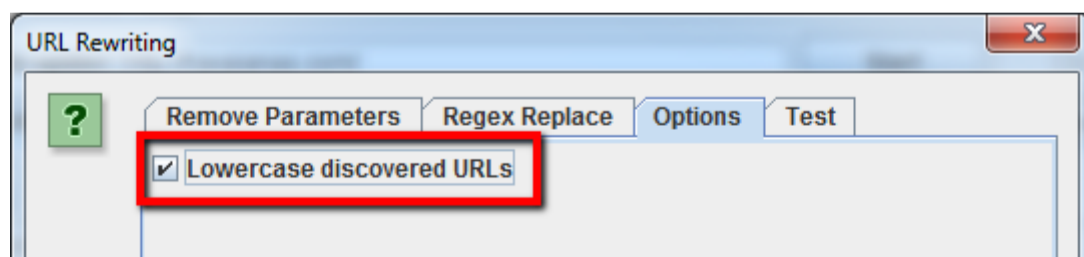 URL Rewriting
Remove Parameters Regex Replace Options Test
Lowercase discovered URLs